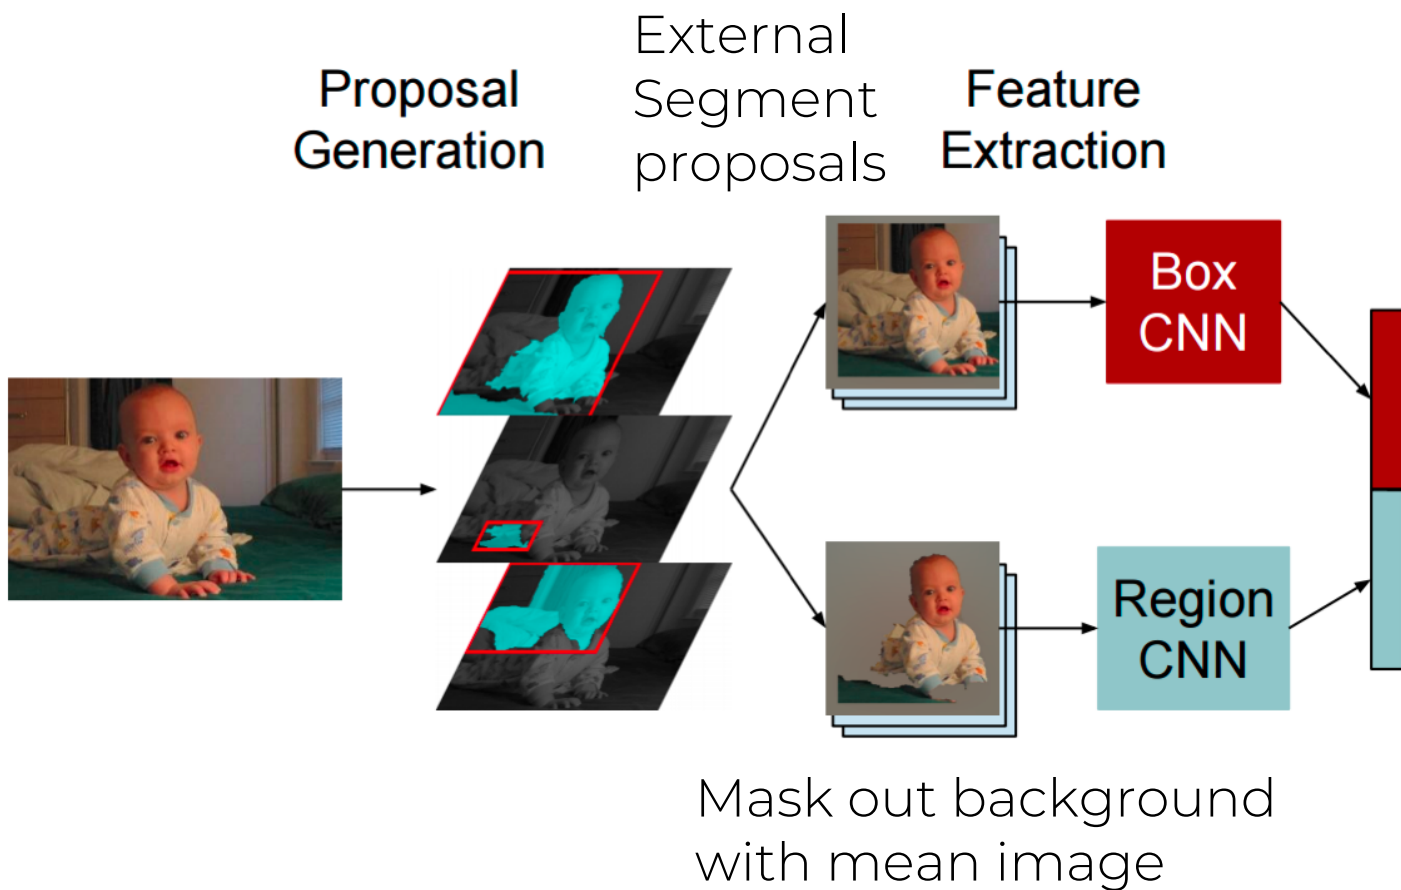 Proposal
Generation
External
Segment
proposals
Feature
Extraction
Box
CNN
Region
CNN
Mask out background
with mean image